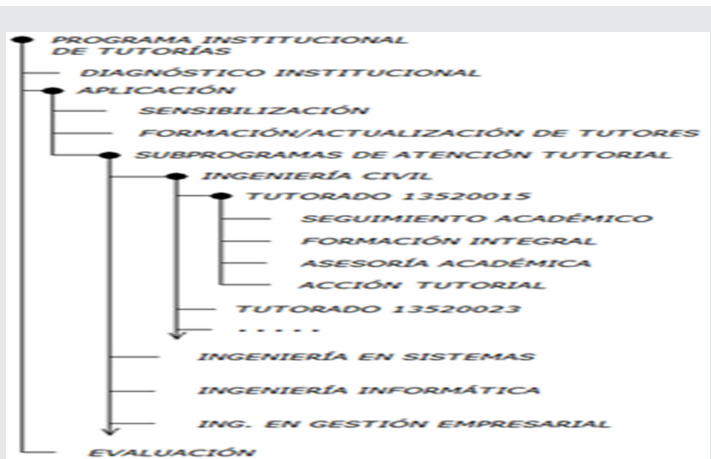 PROGRAMA INSTITUCIONAL
DE TUTORÍAS
DIAGNÓSTICO INSTITUCIONAL
APLICACIÓN
SENSIBILIZACIÓN
FORMACIÓN/ACTUALIZACIÓN DE TUTORES
SUBPROGRAMAS DE ATENCIÓN TUTORIAL
INGENIERÍA CIVIL
TUTORADO 13520015
SEGUIMIENTO ACADÉMICO
FORMACIÓN INTEGRAL
ASESORÍA ACADÉMICA
ACCIÓN TUTORIAL
TUTORADO 13520023
. . . . .
INGENIERÍA EN SISTEMAS
INGENIERÍA INFORMÁTICA
ING. EN GESTIÓN EMPRESARIAL
EVALUACIÓN